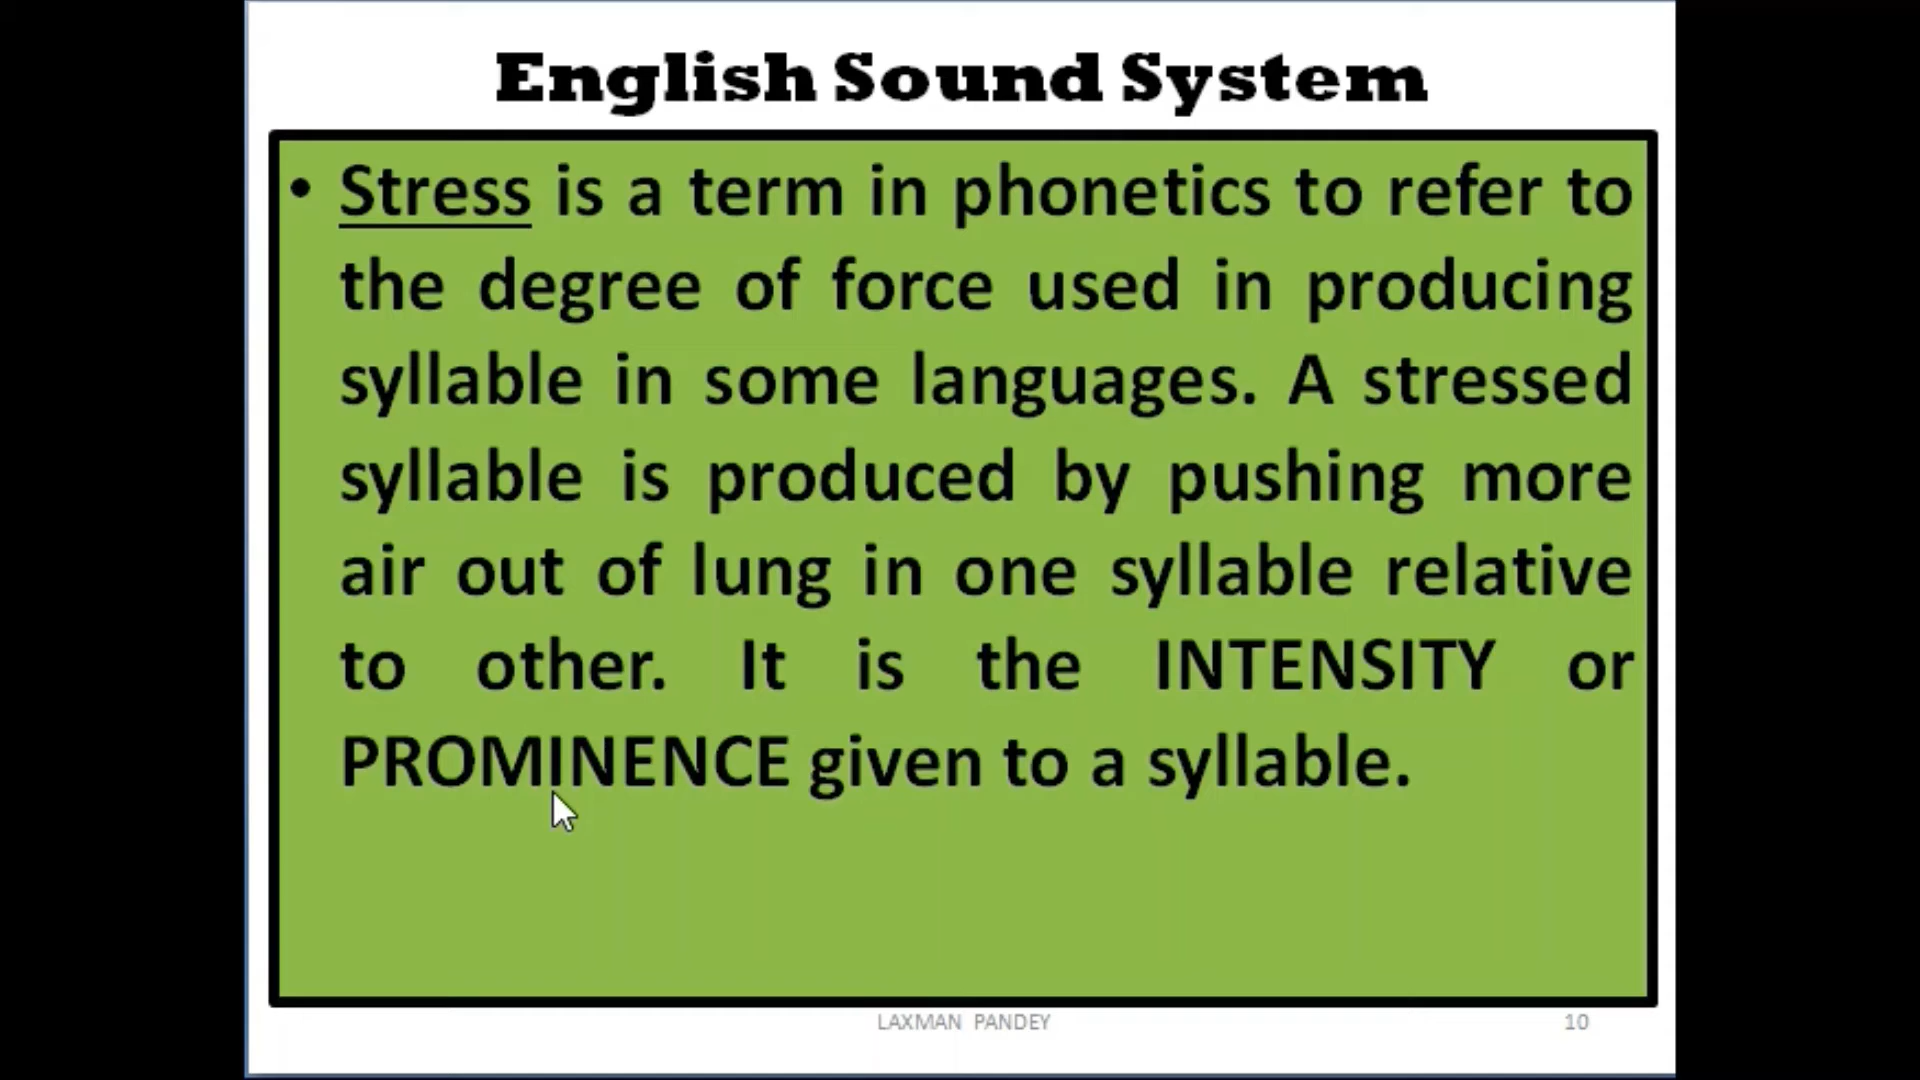 English Sound System
• Stress is a term in phonetics to refer to
the degree of force used in producing
syllable in some languages. A stressed
syllable is produced by pushing more
air out of lung in one syllable relative
to other. It is the INTENSITY or
PROMINENCE given to a syllable.
LAXMAN PANDEY
10